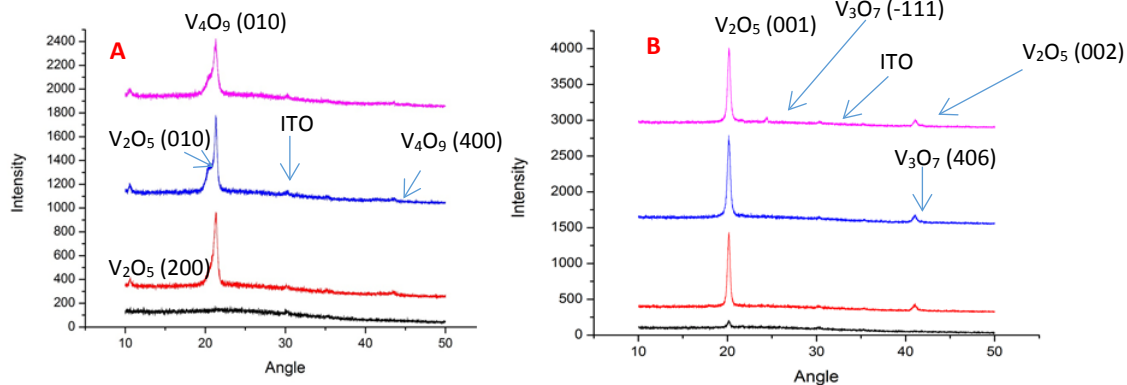 V₄O₉ (010)
A
V₂O₅ (010)
ITO
V₄O₉ (400)
V₂O₅ (200)
2400
2200
2000
1800
1600
1400
1200
1000
800
600
400
200
0
Intensity
10 20 30 40 50
Angle
V₃O₇ (-111)
V₂O₅ (001)
B
ITO
V₂O₅ (002)
V₃O₇ (406)
4000
3500
3000
2500
2000
1500
1000
500
0
Intensity
10 20 30 40 50
Angle